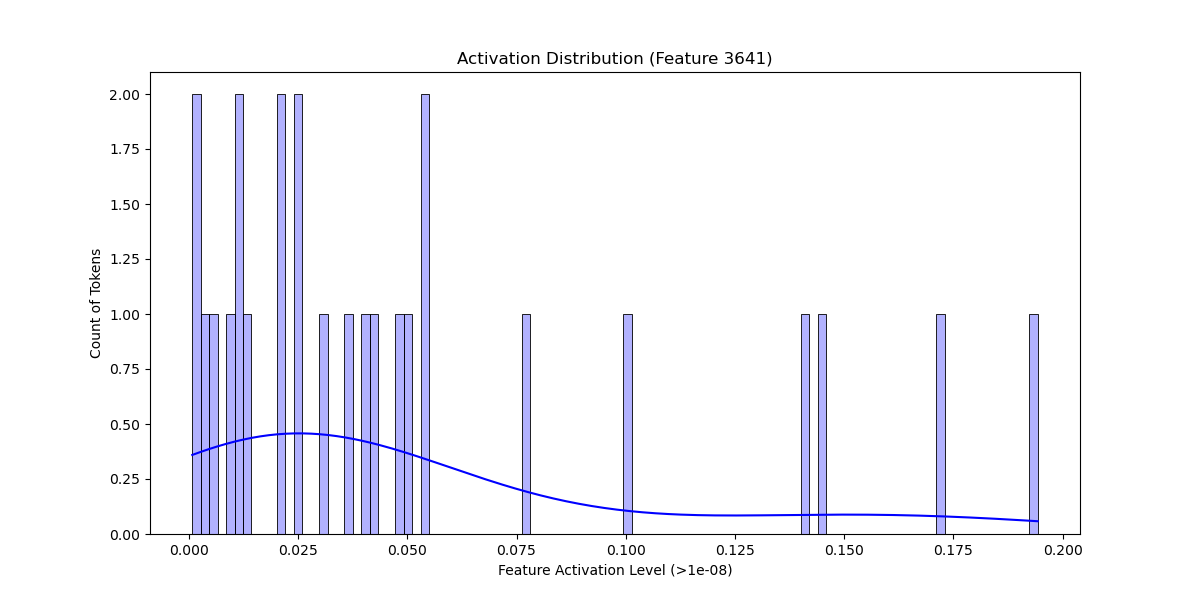 Activation Distribution (Feature 3641)
2.00
1.75
1.50
1.25
1.00
0.75
0.50
0.25
0.00
Count of Tokens
0.000 0.025 0.050 0.075 0.100 0.125 0.150 0.175 0.200
Feature Activation Level (>1e-08)